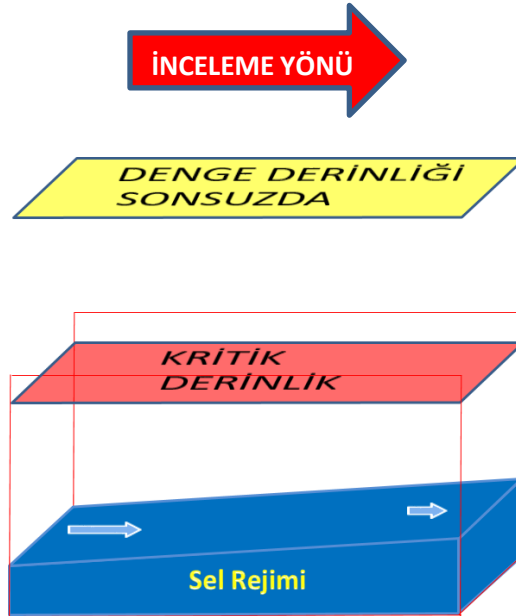 İNCELEME YÖNÜ
DENGE DERİNLİĞİ
SONSUZDA
KRİTİK
DERİNLİK
Sel Rejimi